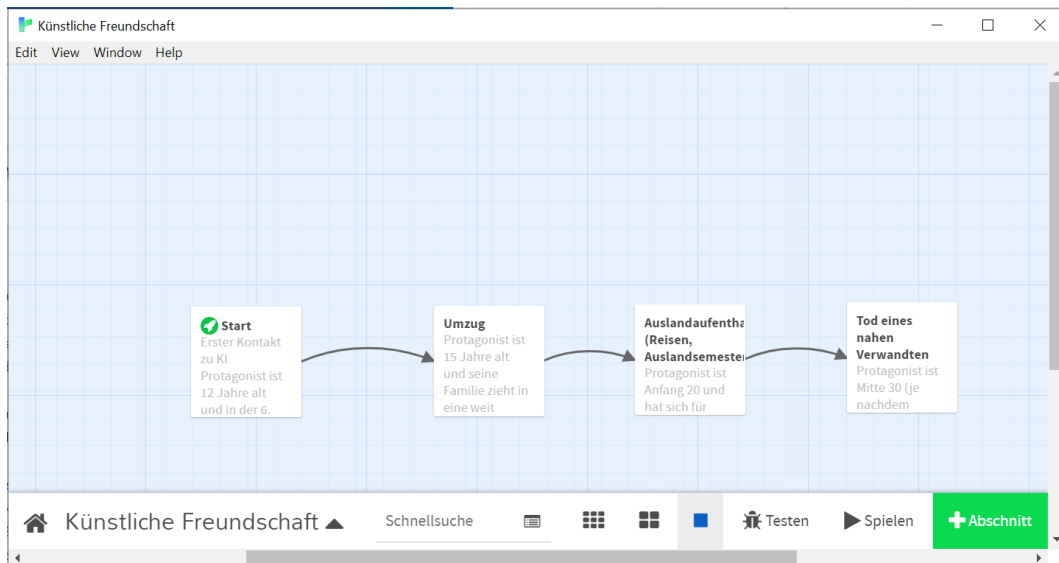 Künstliche Freundschaft
Edit View Window Help
Start
Erster Kontakt
zu KI
Protagonist ist
12 Jahre alt
und in der 6.
Umzug
Protagonist ist
15 Jahre alt
und seine
Familie zieht in
eine weit
Auslandaufentha
(Reisen,
Auslandsemeste
Protagonist ist
Anfang 20 und
hat sich für
Tod eines
nahen
Verwandten
Protagonist ist
Mitte 30 (je
nachdem
Künstliche Freundschaft
Schnellsuche
Testen
Spielen
Abschnitt